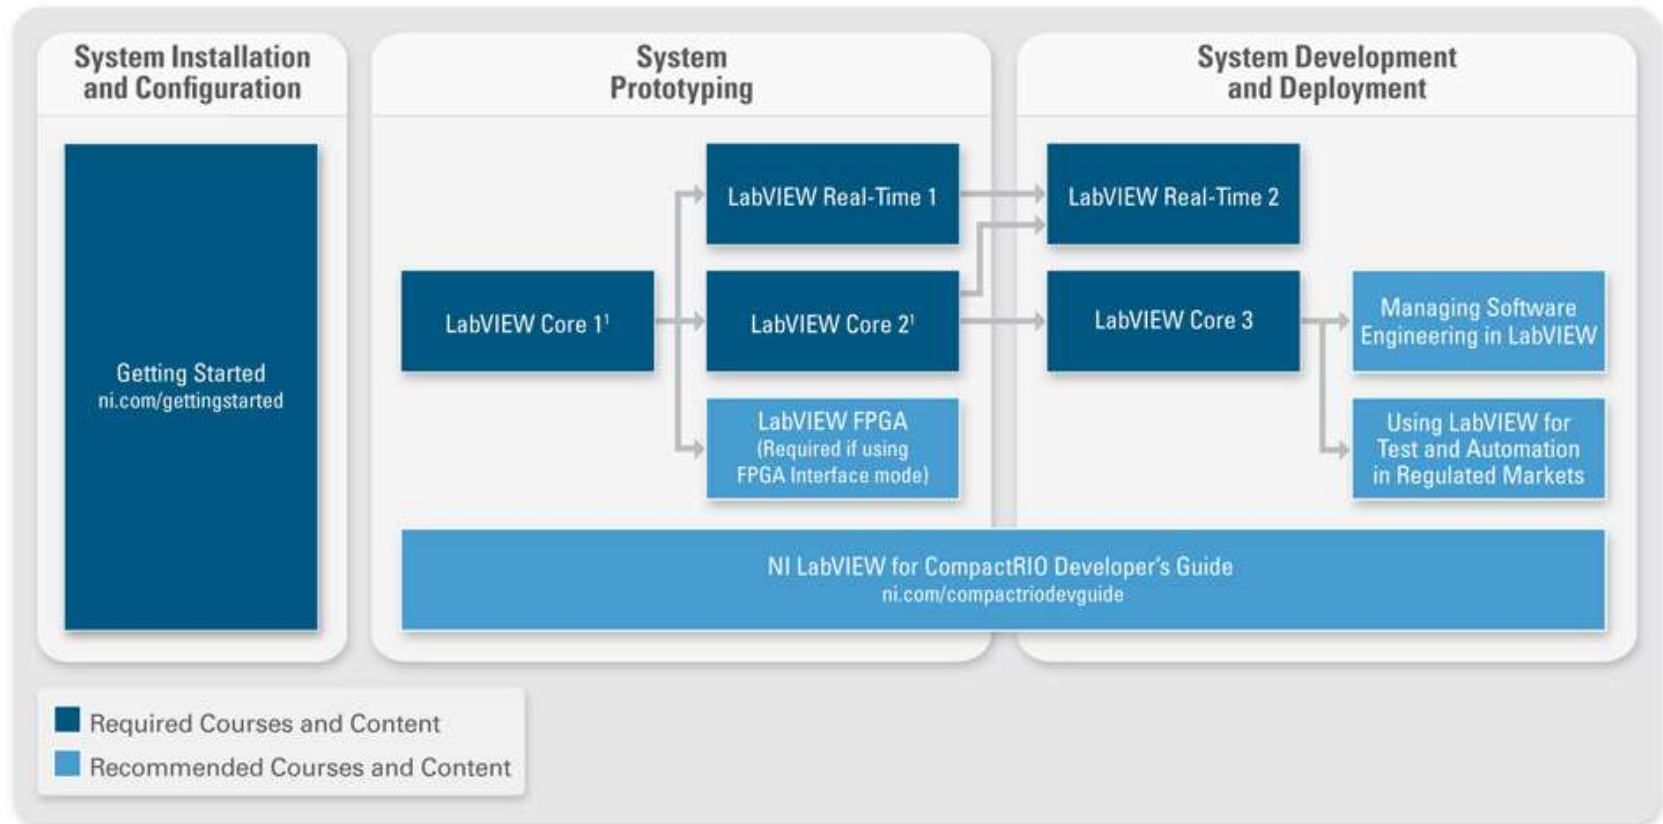 System Installation
and Configuration
System
Prototyping
System Development
and Deployment
Getting Started
ni.com/gettingstarted
LabVIEW Core 1¹
LabVIEW Real-Time 1
LabVIEW Core 2¹
LabVIEW FPGA
(Required if using
FPGA Interface mode)
LabVIEW Real-Time 2
LabVIEW Core 3
Managing Software
Engineering in LabVIEW
Using LabVIEW for
Test and Automation
in Regulated Markets
NI LabVIEW for CompactRIO Developer's Guide
ni.com/compactriodevguide
Required Courses and Content
Recommended Courses and Content